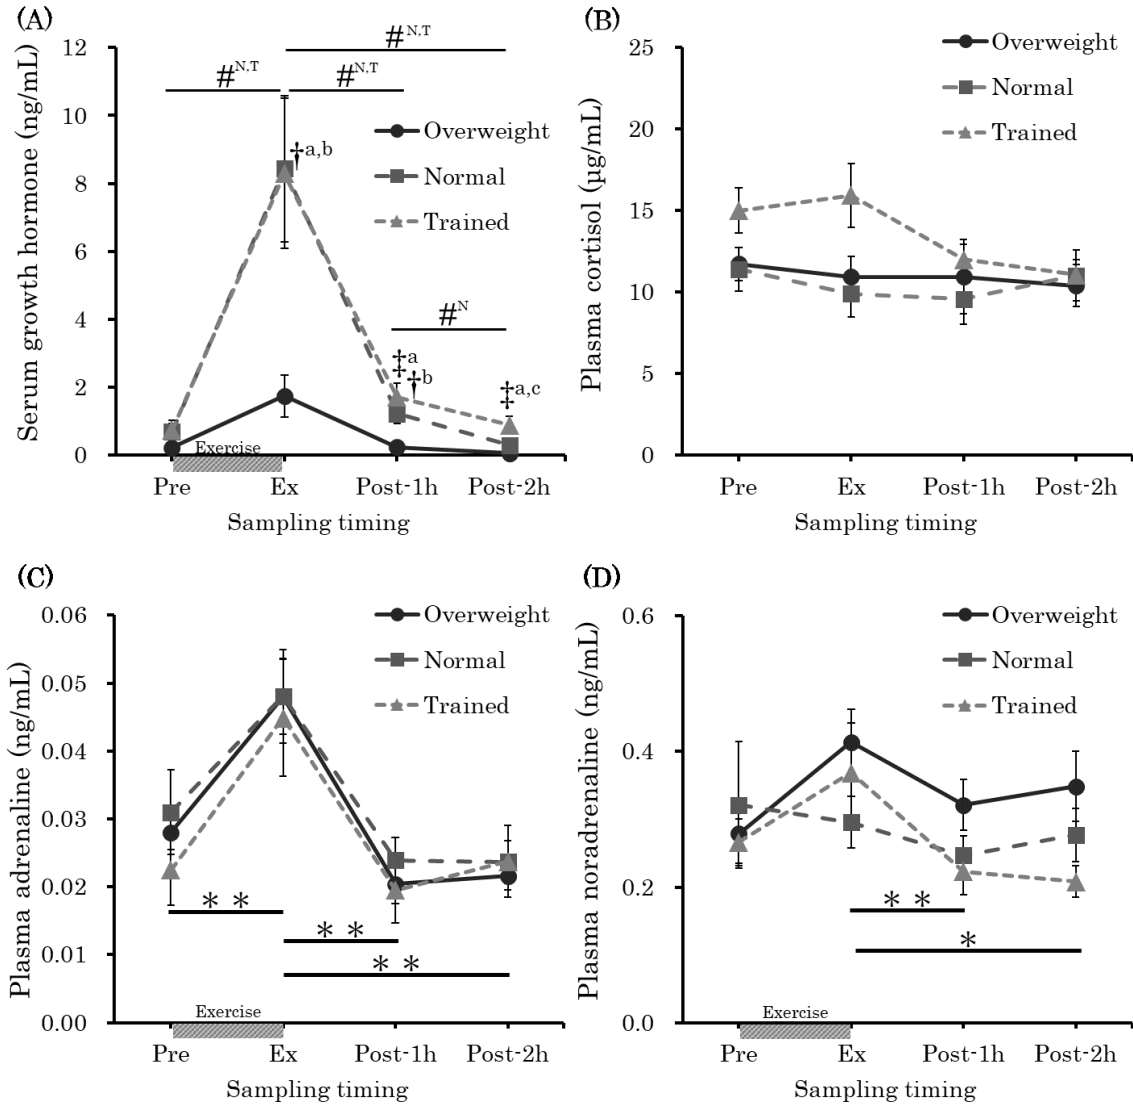 (A)
Serum growth hormone (ng/mL)
12
10
8
6
4
2
0
#N,T
#N,T
#N,T
#N
†a,b
‡a
†b
‡a,c
Overweight
Normal
Trained
Exercise
Pre
Ex
Post-1h
Post-2h
Sampling timing
(B)
Plasma cortisol (µg/mL)
25
20
15
10
5
0
Overweight
Normal
Trained
Pre
Ex
Post-1h
Post-2h
Sampling timing
(C)
Plasma adrenaline (ng/mL)
0.06
0.05
0.04
0.03
0.02
0.01
0.00
Overweight
Normal
Trained
* *
* *
* *
Exercise
Pre
Ex
Post-1h
Post-2h
Sampling timing
(D)
Plasma noradrenaline (ng/mL)
0.6
0.4
0.2
0.0
Overweight
Normal
Trained
* *
*
Exercise
Pre
Ex
Post-1h
Post-2h
Sampling timing